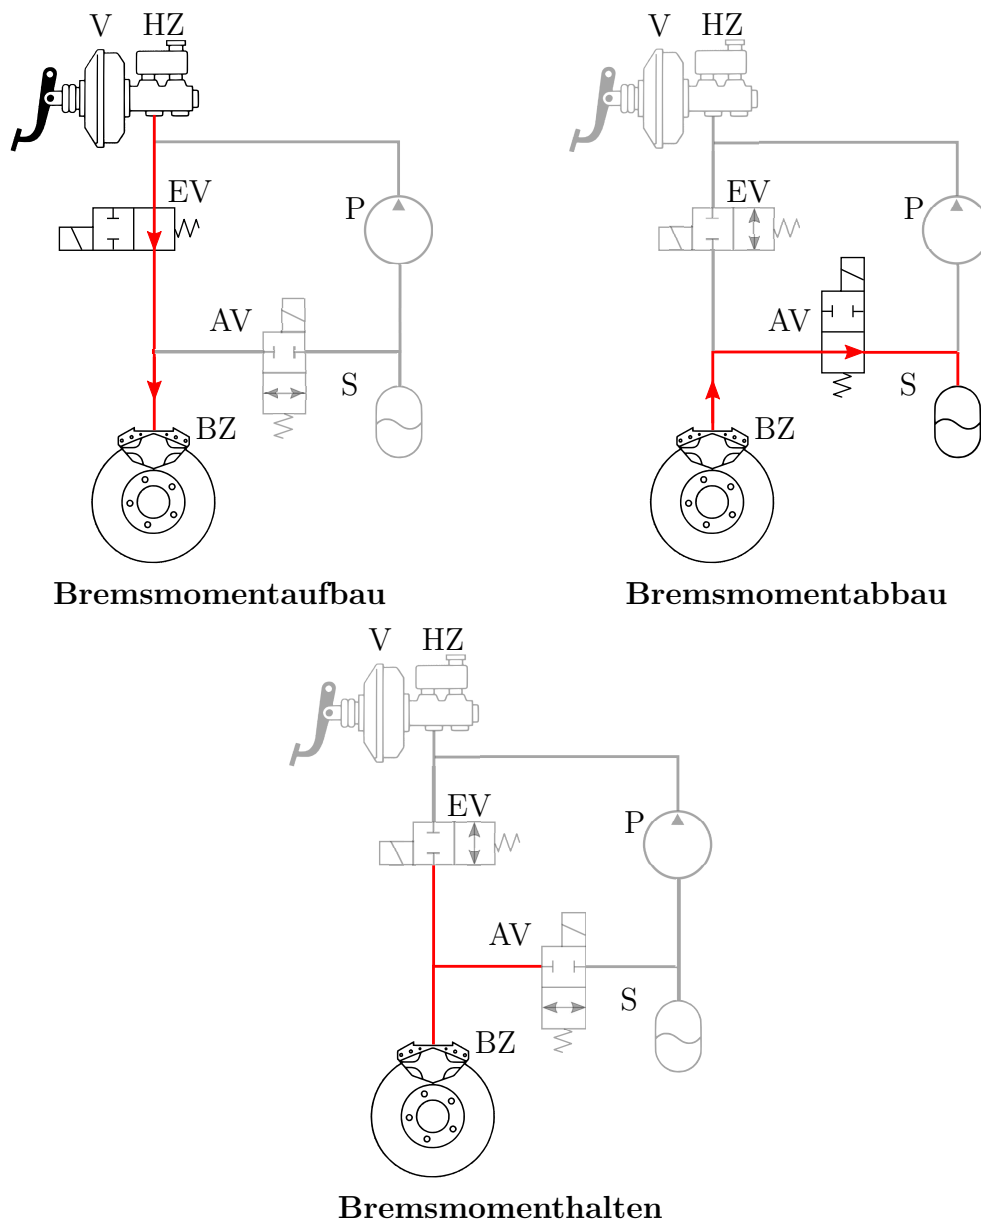 V HZ
EV
P
AV
S
BZ
Bremsmomentaufbau
V HZ
EV
P
AV
S
BZ
Bremsmomentabbau
V HZ
EV
P
AV
S
BZ
Bremsmomenthalten